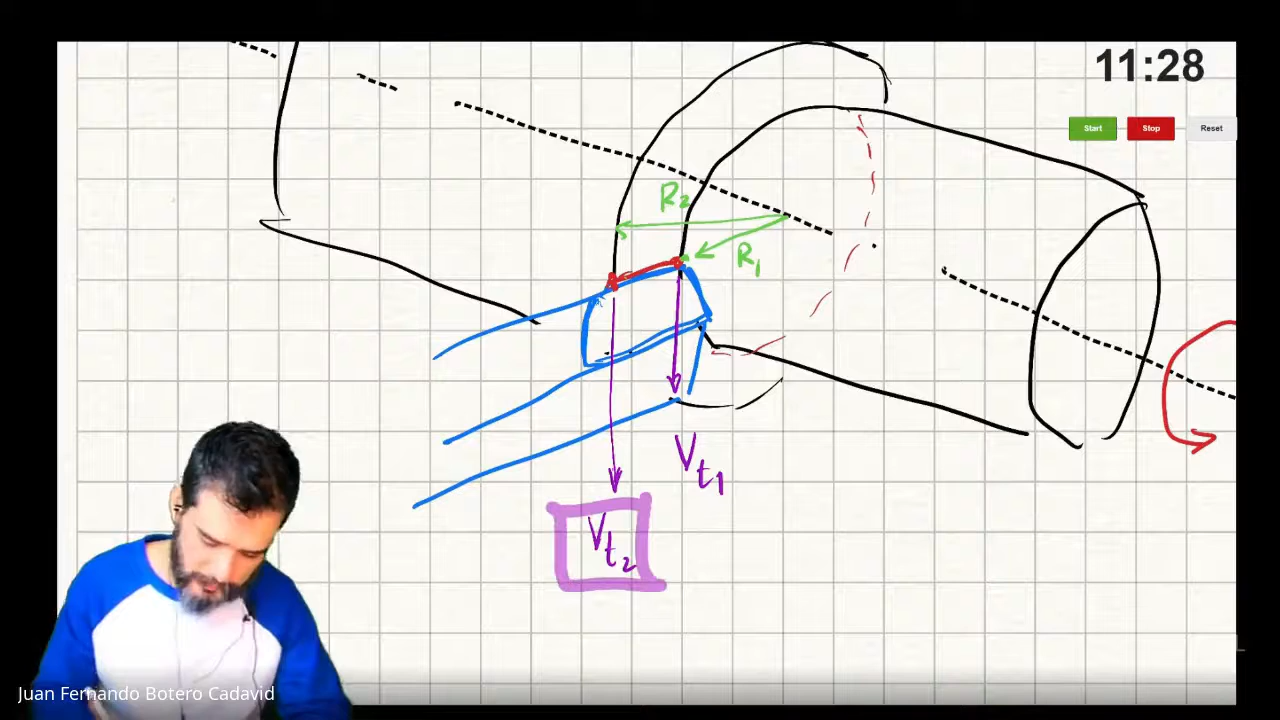 11:28
Start Stop Reset
R2
R1
Vt1
Vt2
Juan Fernando Botero Cadavid